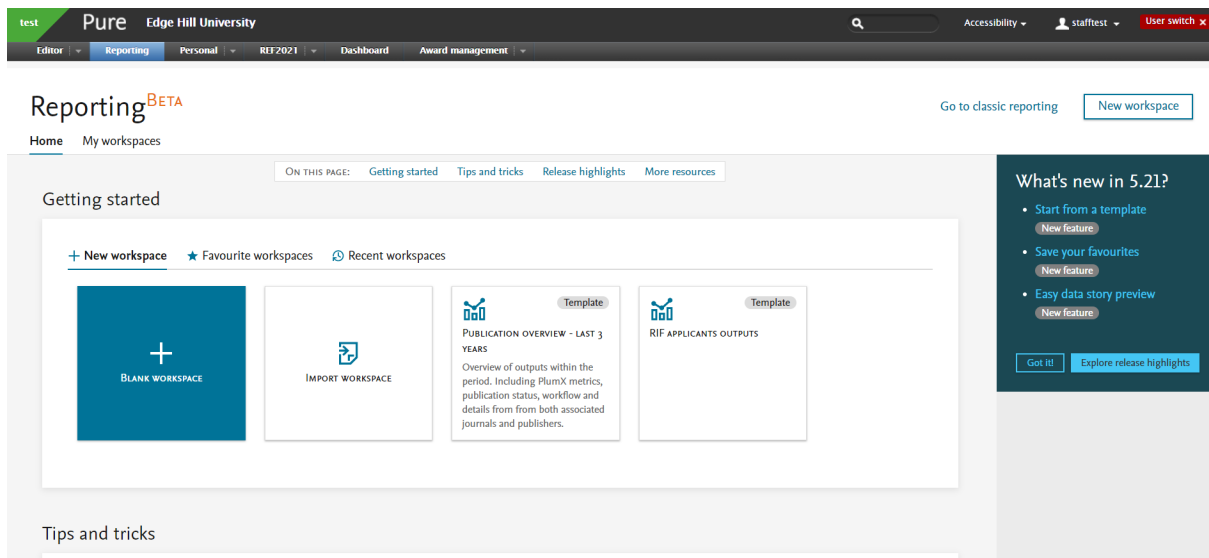 test
Pure Edge Hill University
Accessibility
stafftest
User switch x
Editor
Reporting
Personal
REF2021
Dashboard
Award management
Reporting BETA
Go to classic reporting
New workspace
Home
My workspaces
ON THIS PAGE: Getting started Tips and tricks Release highlights More resources
Getting started
+ New workspace
Favourite workspaces
Recent workspaces
BLANK WORKSPACE
IMPORT WORKSPACE
Template
PUBLICATION OVERVIEW - LAST 3
YEARS
Overview of outputs within the
period. Including PlumX metrics,
publication status, workflow and
details from from both associated
journals and publishers.
Template
RIF APPLICANTS OUTPUTS
What's new in 5.21?
• Start from a template
New feature
• Save your favourites
New feature
• Easy data story preview
New feature
Got it!
Explore release highlights
Tips and tricks